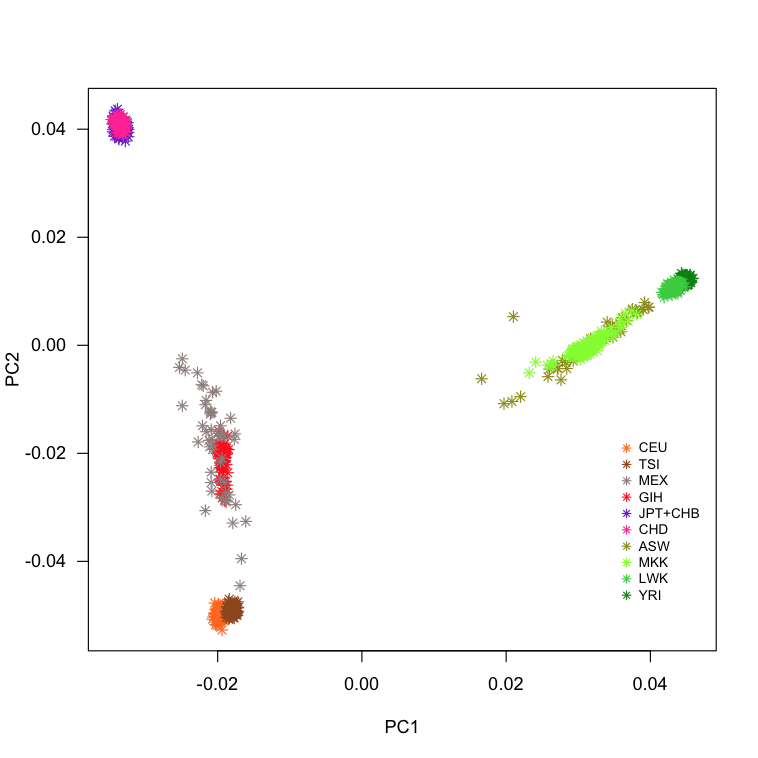 0.04
0.02
0.00
-0.02
-0.04
PC2
-0.02
0.00
0.02
0.04
PC1
CEU
TSI
MEX
GIH
JPT+CHB
CHD
ASW
MKK
LWK
YRI